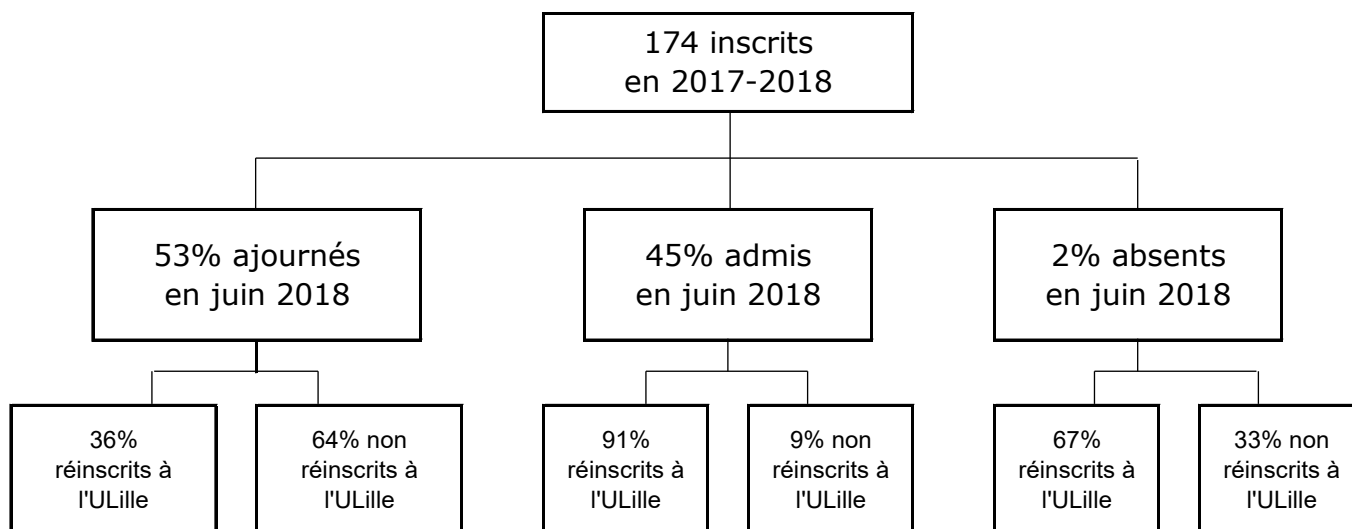 174 inscrits
en 2017-2018
53% ajournés
en juin 2018
45% admis
en juin 2018
2% absents
en juin 2018
36%
réinscrits à
l'ULille
64% non
réinscrits à
l'ULille
91%
réinscrits à
l'ULille
9% non
réinscrits à
l'ULille
67%
réinscrits à
l'ULille
33% non
réinscrits à
l'ULille